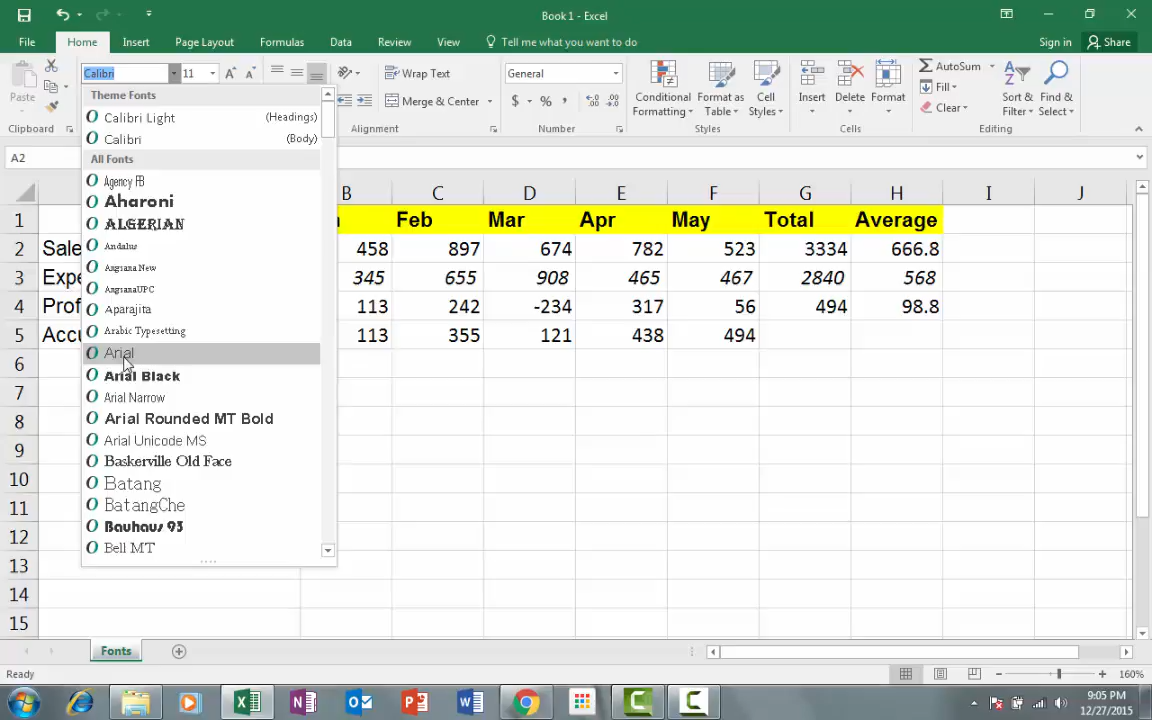 Book1 - Excel
File Home Insert Page Layout Formulas Data Review View Tell me what you want to do Sign in Share
Calibri 11 Wrap Text General AutoSum
Paste Merge & Center $ % Conditional Formatting Format as Table Cell Styles Insert Delete Format Fill Sort & Filter Find & Select
Clear
Clipboard Alignment Number Styles Cells Editing
A2
Theme Fonts
Calibri Light (Headings)
Calibri (Body)
All Fonts
Agency FB
Aharoni
ALGERIAN
Andalus
Angsana New
AngsanaUPC
Aparajita
Arabic Typesetting
Arial
Arial Black
Arial Narrow
Arial Rounded MT Bold
Arial Unicode MS
Baskerville Old Face
Batang
BatangChe
Bauhaus 93
Bell MT
B C D E F G H I J
1 Feb Mar Apr May Total Average
2 458 897 674 782 523 3334 666.8
3 345 655 908 465 467 2840 568
4 113 242 -234 317 56 494 98.8
5 113 355 121 438 494
6
7
8
9
10
11
12
13
14
15
Fonts
Ready 160%
9:05 PM
12/27/2015